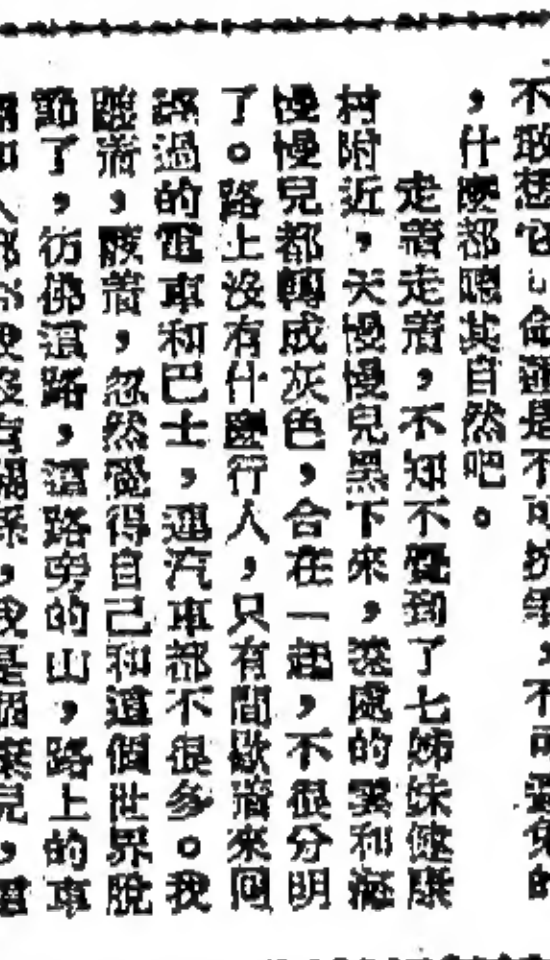 不敢想它。命運是不可抗爭，不可避免的
，什麼都聽其自然吧。
走着走着，不知不覺到了七姊妹健康
村附近，天慢慢兒黑下來，遠處的雲和海
慢慢兒都轉成灰色，合在一起，不很分明
了。路上沒有什麼行人，只有間歇着來回
路過的電車和巴士，連汽車都不很多。我
聽着，聽着，忽然覺得自己和這個世界脫
節了，彷彿這路，這路旁的山，路上的車